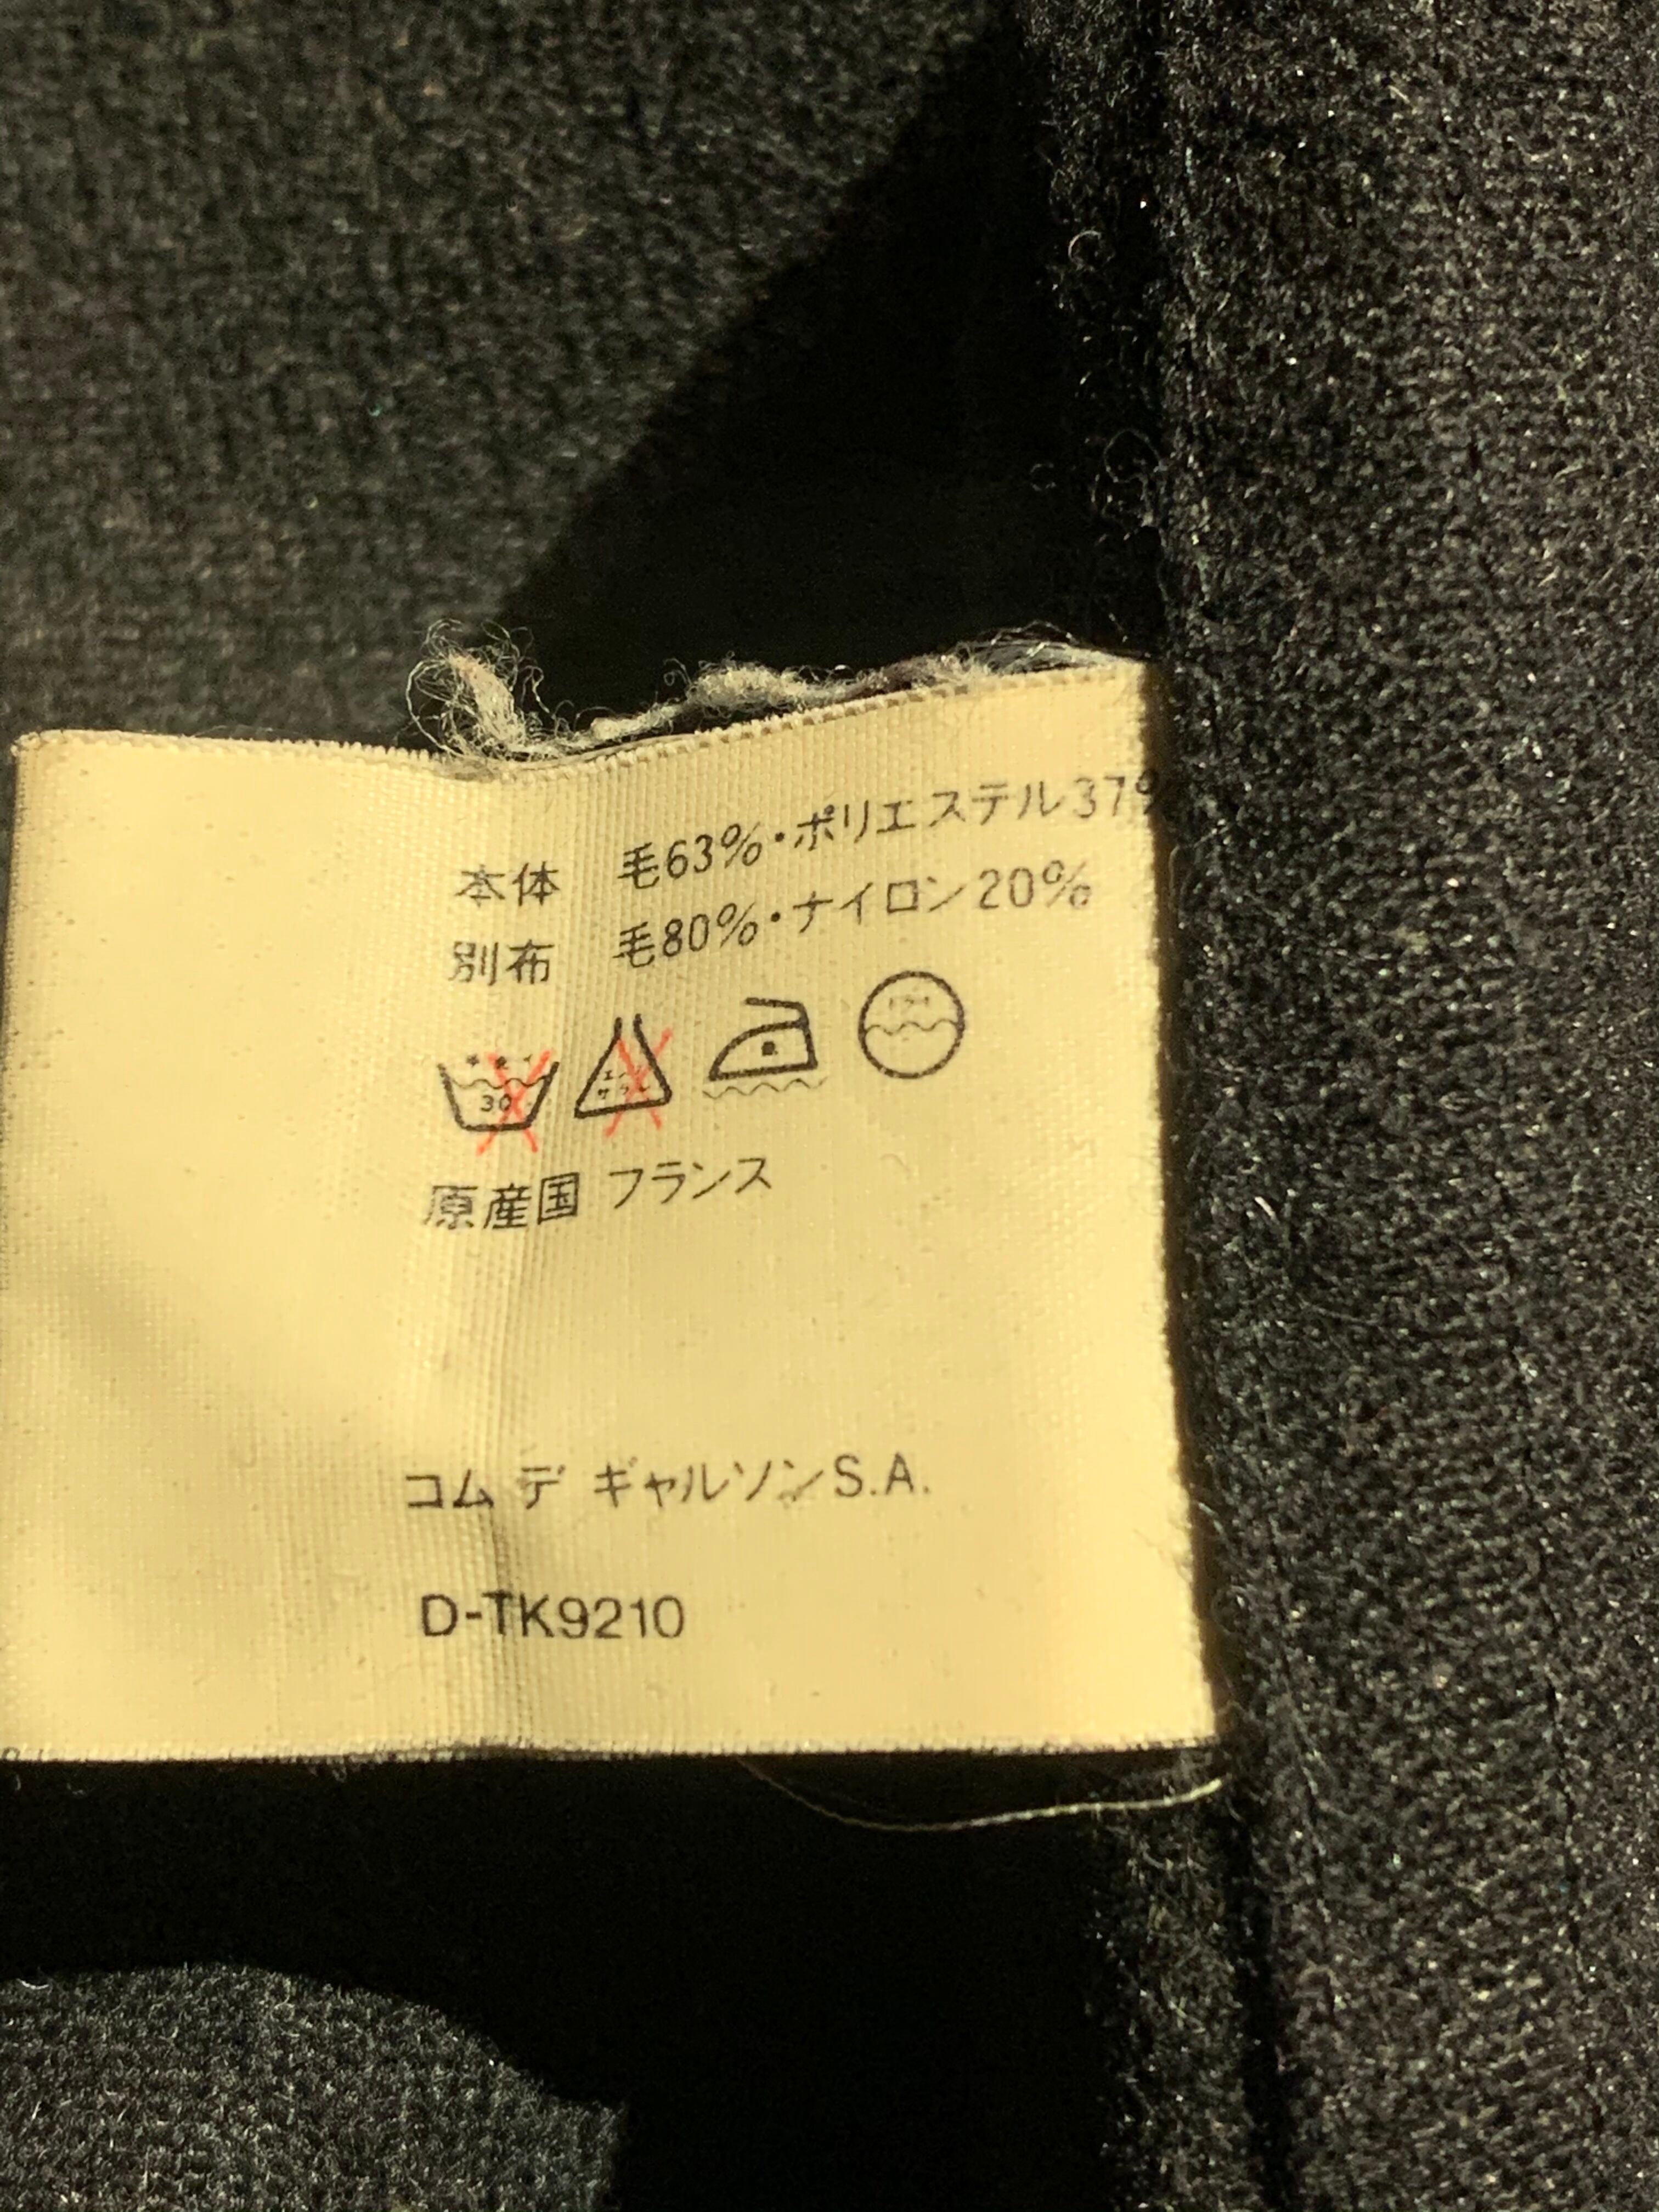 本体 毛63%・ポリエステル37%
別布 毛80%・ナイロン20%
30
原産国 フランス
コム デ ギャルソンS.A.
D-TK9210